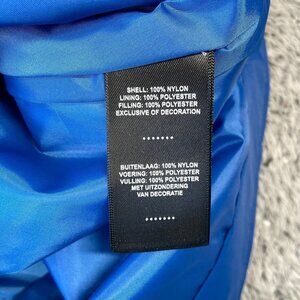 SHELL: 100% NYLON
LINING: 100% POLYESTER
FILLING: 100% POLYESTER
EXCLUSIVE OF DECORATION
.......
BUITENLAAG: 100% NYLON
VOERING: 100% POLYESTER
VULLING: 100% POLYESTER
MET UITZONDERING
VAN DECORATIE
.......